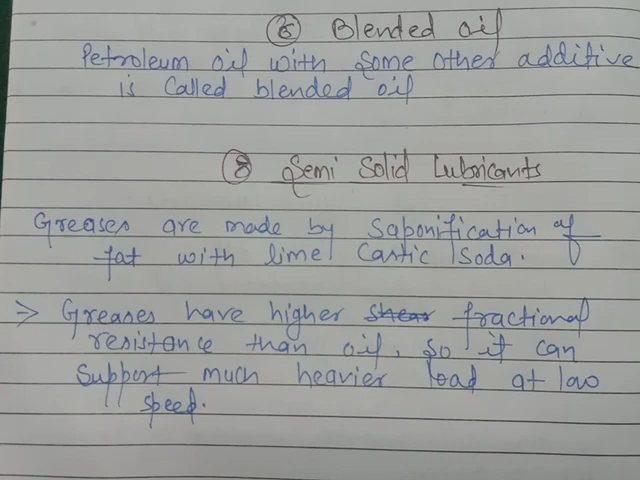 ⑧ Blended oil
Petroleum oil with some other additive
is called blended oil
⑧ Semi Solid Lubricants
Greases are made by Saponification of
fat with lime Castic Soda.
⇒ Greases have higher shear fractional
resistance than oil, so it can
Support much heavier load at low
speed.